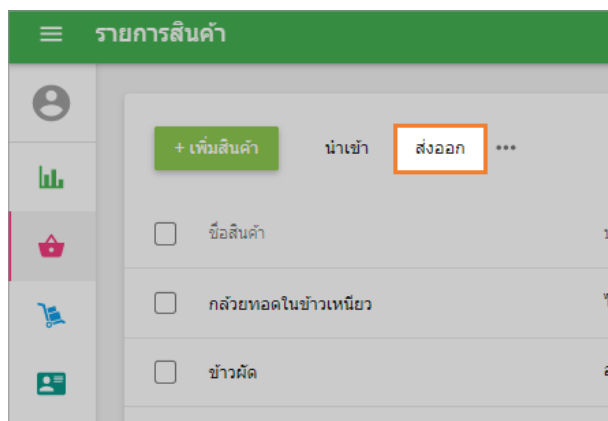 รายการสินค้า
+ เพิ่มสินค้า นำเข้า ส่งออก •••
ชื่อสินค้า
กล้วยทอดในข้าวเหนียว
ข้าวผัด